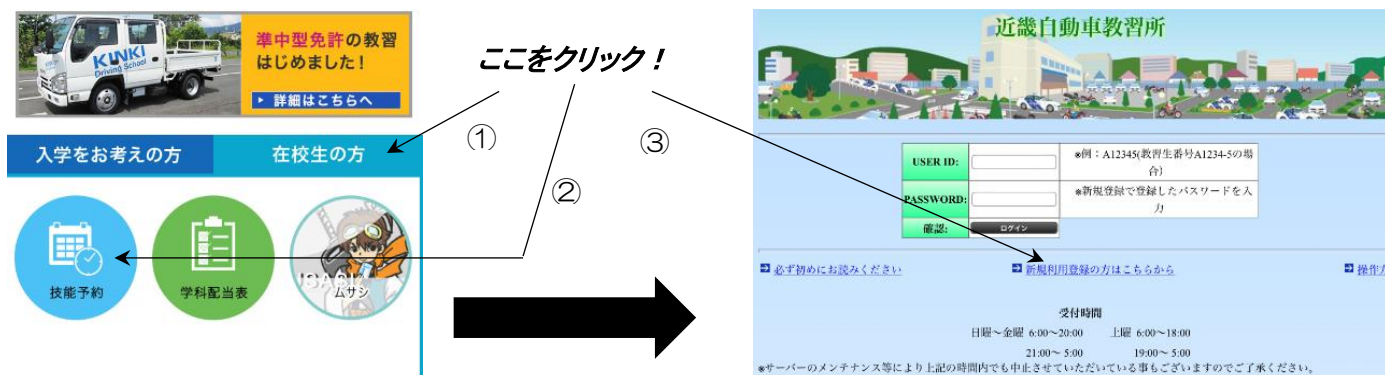 KINKI
Driving School
準中型免許の教習
はじめました！
詳細はこちらへ
ここをクリック！
①
②
③
入学をお考えの方
在校生の方
技能予約
学科配当表
ムサシ
近畿自動車教習所
USER ID:
※例：A12345(教習生番号A1234-5の場
合)
PASSWORD:
※新規登録で登録したパスワードを入
力
確認:
ログイン
必ず初めにお読みください
新規利用登録の方はこちらから
操作方
受付時間
日曜～金曜 6:00～20:00 土曜 6:00～18:00
21:00～ 5:00 19:00～ 5:00
※サーバーのメンテナンス等により上記の時間内でも中止させていただいている事もございますのでご了承ください。